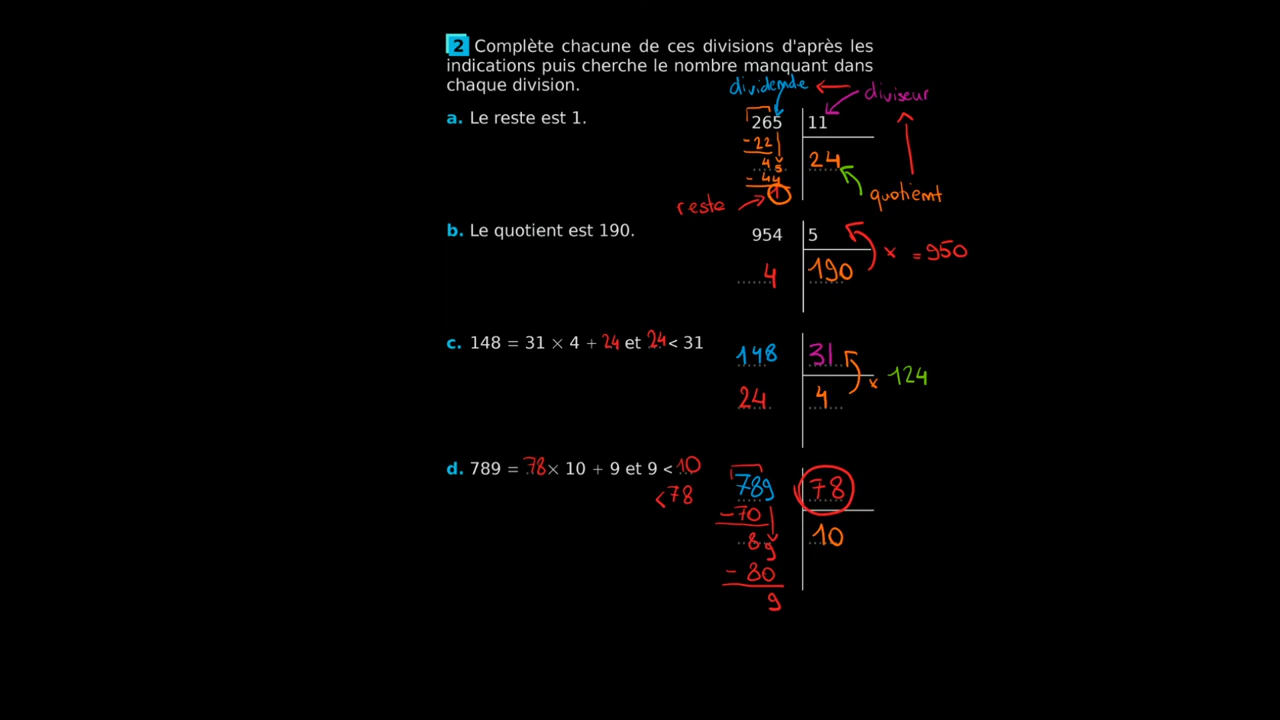 2 Complète chacune de ces divisions d'après les
indications puis cherche le nombre manquant dans
chaque division.
dividende
diviseur
a. Le reste est 1.
265 11
-22
45 24
-44
1
reste
quotient
b. Le quotient est 190.
954 5
4 190
x = 950
c. 148 = 31 × 4 + 24 et 24 < 31
148 31
24 4
x 124
d. 789 = 78 × 10 + 9 et 9 < 10
<78
789 78
-70
89 10
-80
9